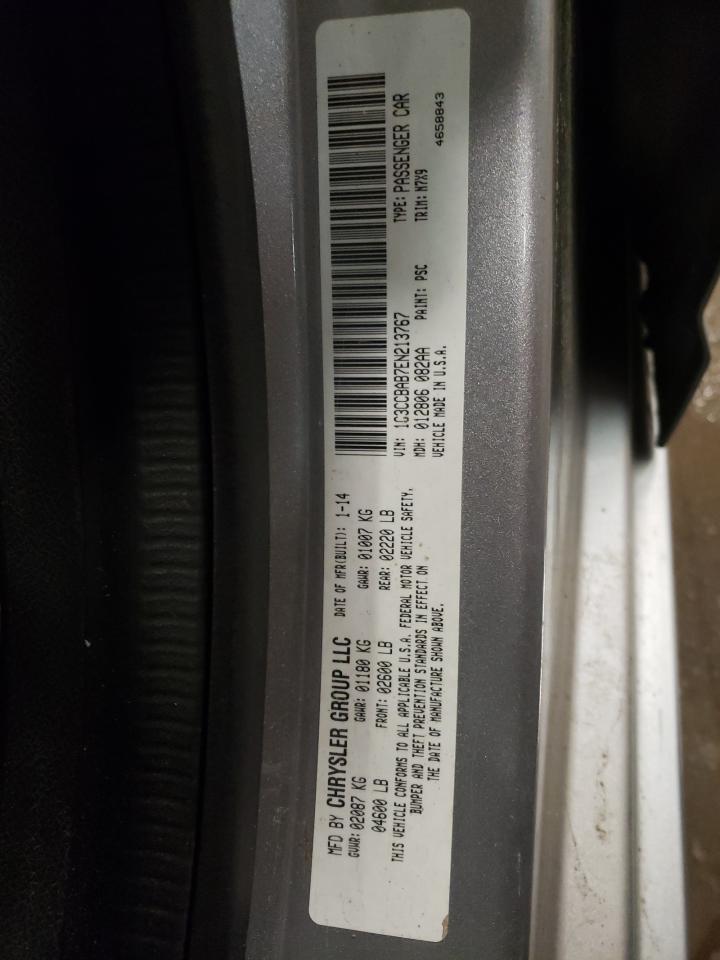 MFD BY CHRYSLER GROUP LLC DATE OF MFR(BUILT): 1-14
GVWR: 02087 KG GAWR: 01180 KG GAWR: 01007 KG
04600 LB FRONT: 02600 LB REAR: 02220 LB
THIS VEHICLE CONFORMS TO ALL APPLICABLE U.S.A. FEDERAL MOTOR VEHICLE SAFETY,
BUMPER AND THEFT PREVENTION STANDARDS IN EFFECT ON
THE DATE OF MANUFACTURE SHOWN ABOVE.
VIN: 1C3CCBAB7EN213767 TYPE: PASSENGER CAR
MDH: 012806 082AA PAINT: PSC TRIM: N7X9
VEHICLE MADE IN U.S.A. 4658843